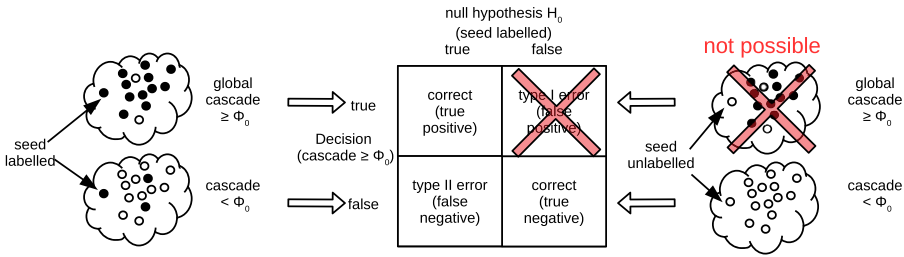 null hypothesis H0
(seed labelled)
true false
not possible
global
cascade
≥ Φ0
seed
labelled
cascade
< Φ0
true
Decision
(cascade ≥ Φ0)
false
correct
(true
positive)
type I error
(false
positive)
type II error
(false
negative)
correct
(true
negative)
seed
unlabelled
global
cascade
≥ Φ0
cascade
< Φ0